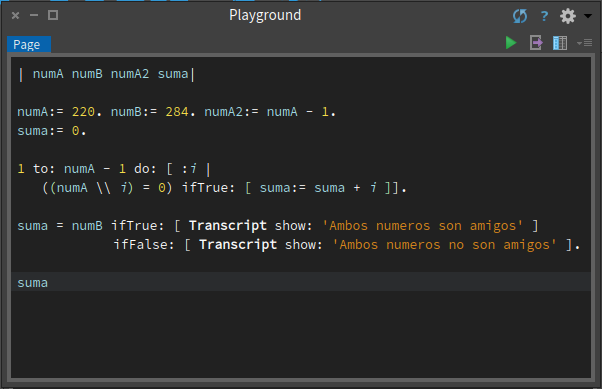 Playground
?
Page
| numA numB numA2 suma|
numA:= 220. numB:= 284. numA2:= numA - 1.
suma:= 0.
1 to: numA - 1 do: [ :i |
((numA \\ i) = 0) ifTrue: [ suma:= suma + i ]].
suma = numB ifTrue: [ Transcript show: 'Ambos numeros son amigos' ]
ifFalse: [ Transcript show: 'Ambos numeros no son amigos' ].
suma